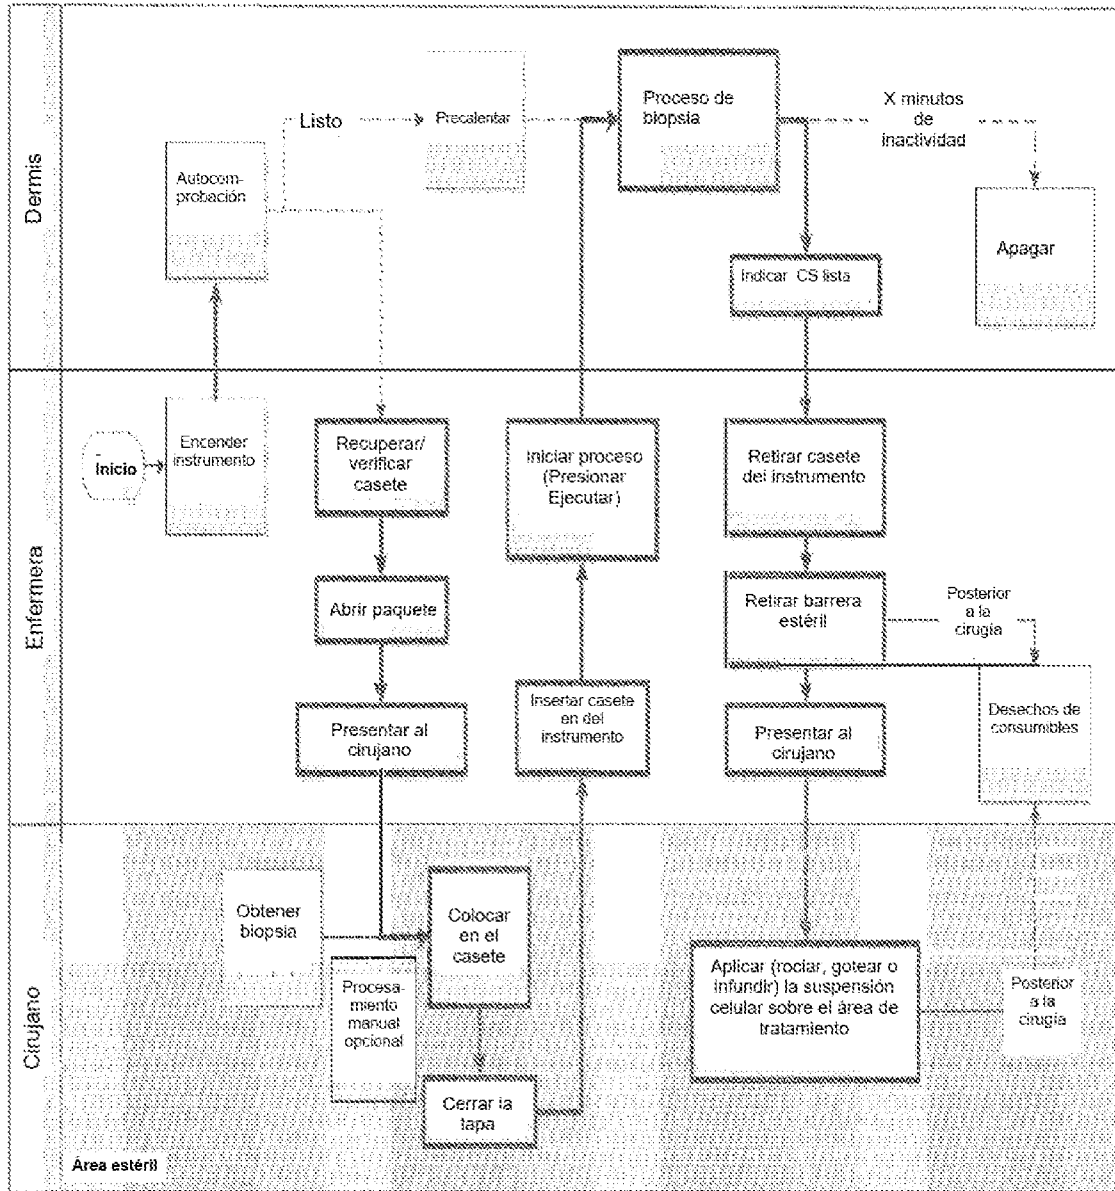 Dermis
Autocom-
probación
Listo
Precalentar
Proceso de
biopsia
X minutos
de
inactividad
Apagar
Indicar CS lista
Enfermera
Inicio
Encender
instrumento
Recuperar/
verificar
casete
Abrir paquete
Presentar al
cirujano
Iniciar proceso
(Presionar
Ejecutar)
Insertar casete
en del
instrumento
Retirar casete
del instrumento
Retirar barrera
estéril
Posterior
a la
cirugía
Presentar al
cirujano
Desechos de
consumibles
Cirujano
Obtener
biopsia
Procesa-
miento
manual
opcional
Colocar
en el
casete
Cerrar la
tapa
Aplicar (rociar, gotear o
infundir) la suspensión
celular sobre el área de
tratamiento
Posterior
a la
cirugía
Área estéril